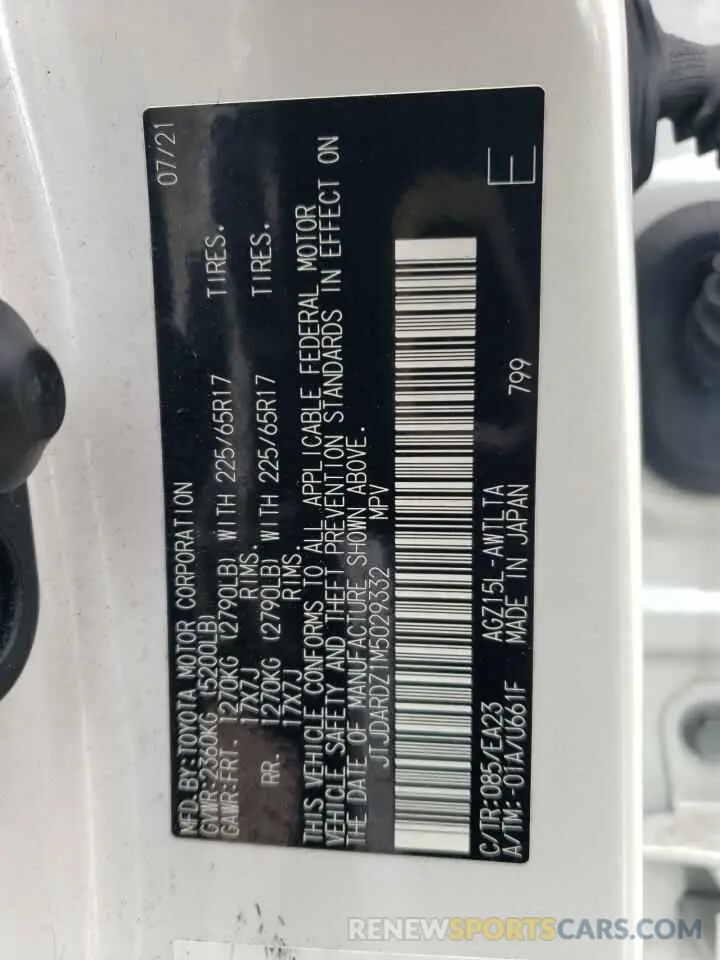 MFD.BY:TOYOTA MOTOR CORPORATION 07/21
GVWR:2360KG (5200LB)
GAWR:FRT. 1270KG (2790LB) WITH 225/65R17 TIRES.
17X7J RIMS.
RR. 1270KG (2790LB) WITH 225/65R17 TIRES.
17X7J RIMS.
THIS VEHICLE CONFORMS TO ALL APPLICABLE FEDERAL MOTOR
VEHICLE SAFETY AND THEFT PREVENTION STANDARDS IN EFFECT ON
THE DATE OF MANUFACTURE SHOWN ABOVE.
JTJDARDZ1M5029332 MPV
C/TR:085/EA23 AGZ15L-AWTLTA E
A/TM:-01A/U661F MADE IN JAPAN 799
RENEWSPORTSCARS.COM